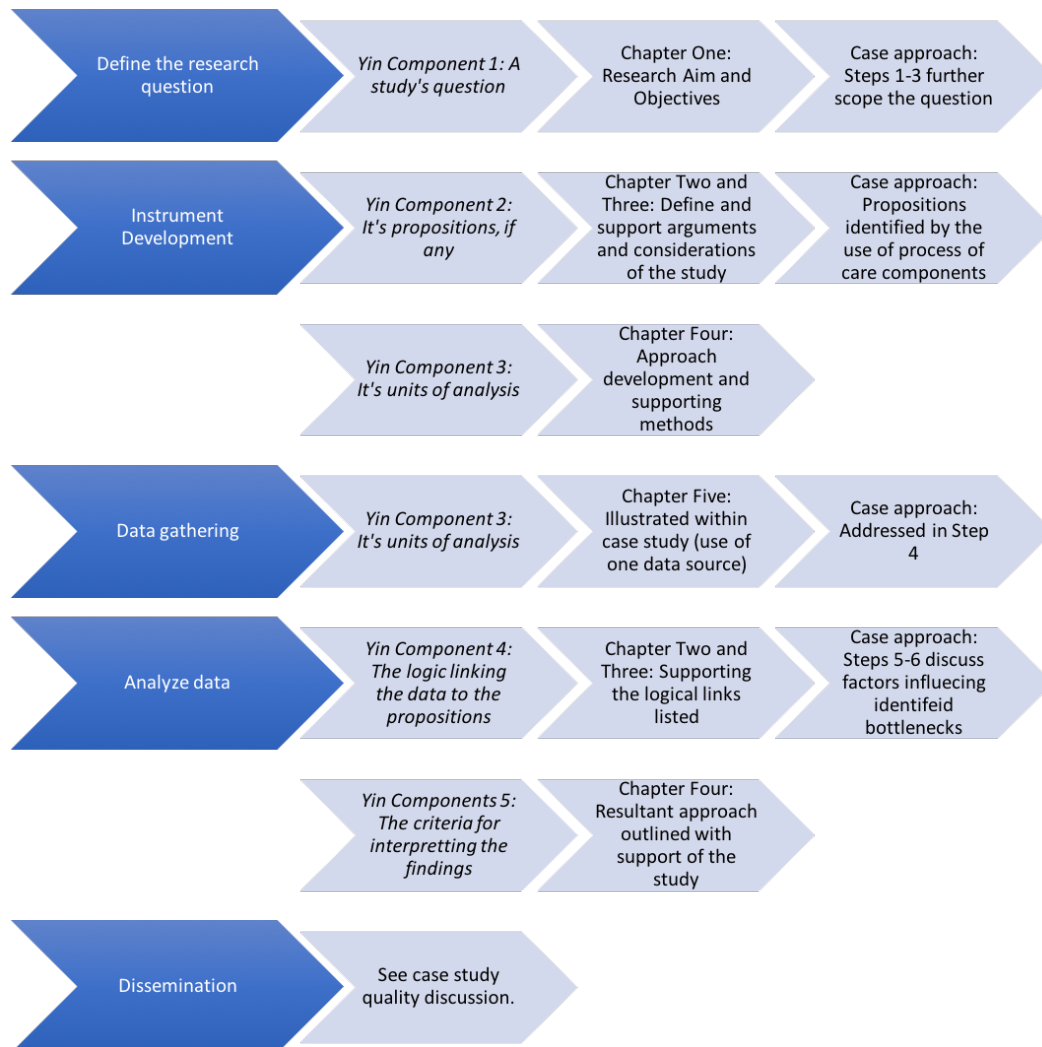 Define the research
question
Yin Component 1: A
study's question
Chapter One:
Research Aim and
Objectives
Case approach:
Steps 1-3 further
scope the question
Instrument
Development
Yin Component 2:
It's propositions, if
any
Chapter Two and
Three: Define and
support arguments
and considerations
of the study
Case approach:
Propositions
identified by the
use of process of
care components
Yin Component 3:
It's units of analysis
Chapter Four:
Approach
development and
supporting
methods
Data gathering
Yin Component 3:
It's units of analysis
Chapter Five:
Illustrated within
case study (use of
one data source)
Case approach:
Addressed in Step
4
Analyze data
Yin Component 4:
The logic linking
the data to the
propositions
Chapter Two and
Three: Supporting
the logical links
listed
Case approach:
Steps 5-6 discuss
factors influecing
identifeid
bottlenecks
Yin Components 5:
The criteria for
interpretting the
findings
Chapter Four:
Resultant approach
outlined with
support of the
study
Dissemination
See case study
quality discussion.